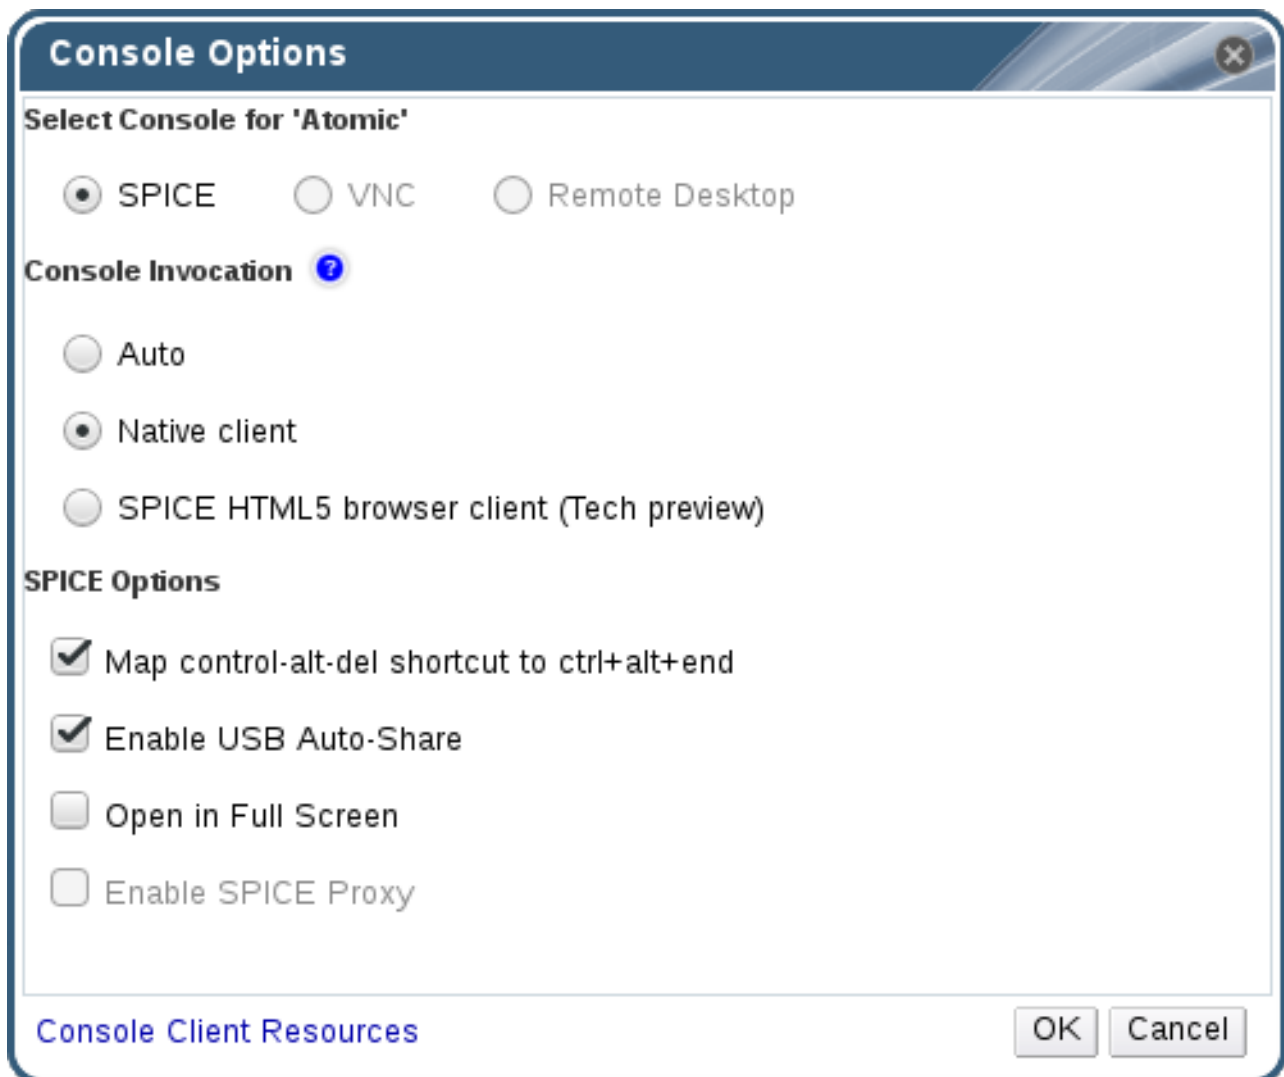 Console Options
Select Console for 'Atomic'
SPICE VNC Remote Desktop
Console Invocation ?
Auto
Native client
SPICE HTML5 browser client (Tech preview)
SPICE Options
Map control-alt-del shortcut to ctrl+alt+end
Enable USB Auto-Share
Open in Full Screen
Enable SPICE Proxy
Console Client Resources OK Cancel